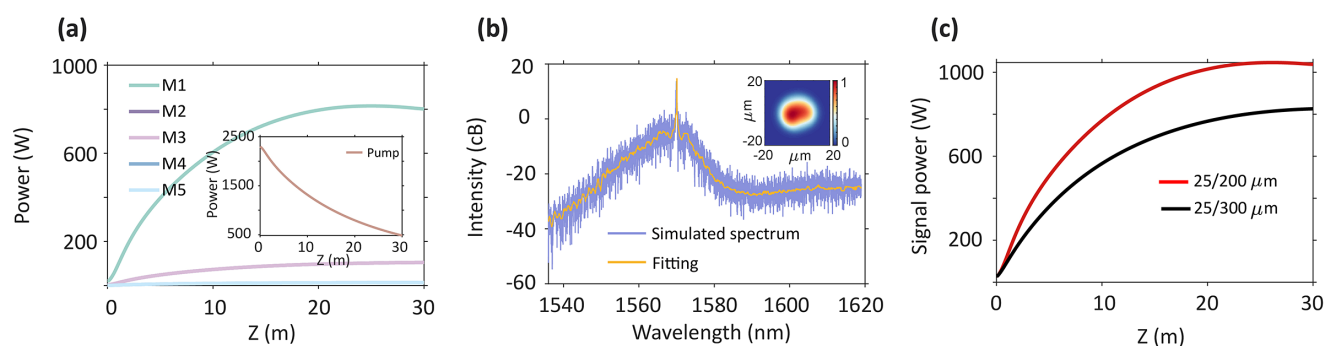 (a)
1000
600
200
Power (W)
M1
M2
M3
M4
M5
2500
1500
500
Power (W)
Pump
0
10
20
30
Z (m)
0
10
20
30
Z (m)
(b)
20
0
-20
-40
-60
Intensity (cB)
20
-20
μm
-20
20
μm
1
0
Simulated spectrum
Fitting
1540
1560
1580
1600
1620
Wavelength (nm)
(c)
1000
600
200
Signal power (W)
25/200 μm
25/300 μm
0
10
20
30
Z (m)